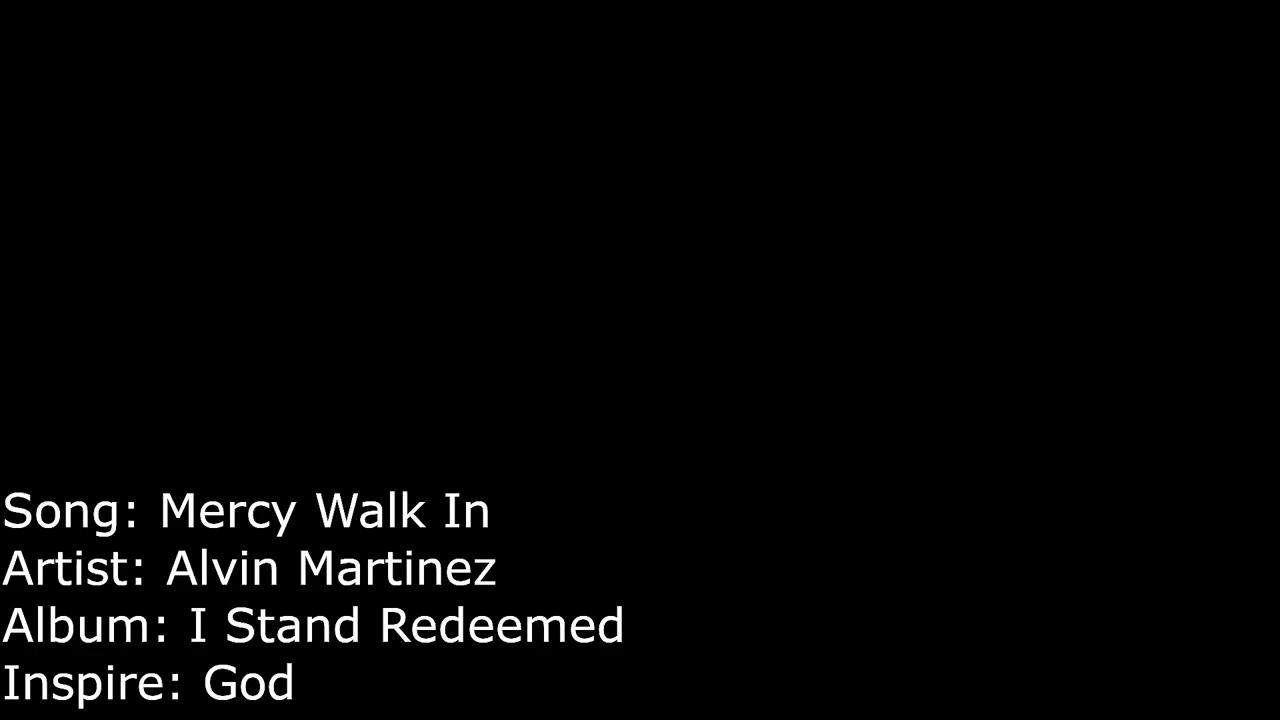 Song: Mercy Walk In
Artist: Alvin Martinez
Album: I Stand Redeemed
Inspire: God